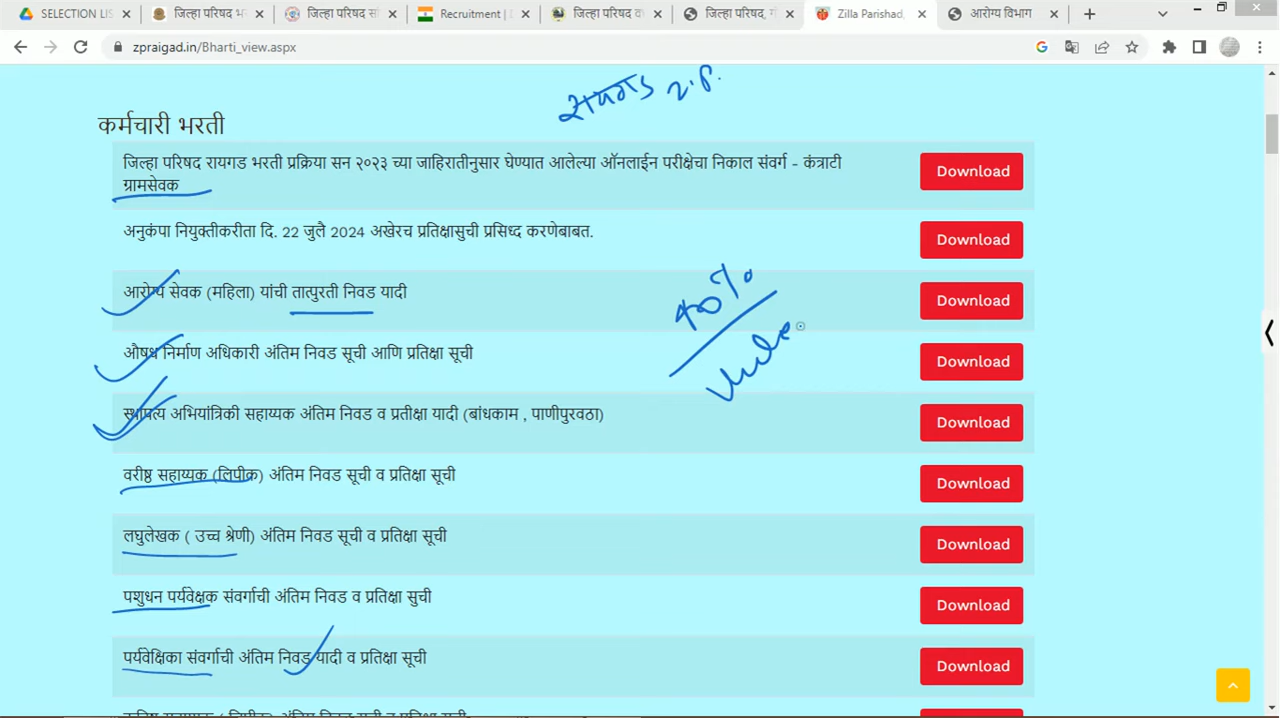 SELECTION LIS
जिल्हा परिषद भर
जिल्हा परिषद सां
Recruitment | D
जिल्हा परिषद व
जिल्हा परिषद, ग
Zilla Parishad,
आरोग्य विभाग
zpraigad.in/Bharti_view.aspx
रायगड z.p.
कर्मचारी भरती
जिल्हा परिषद रायगड भरती प्रक्रिया सन २०२३ च्या जाहिरातीनुसार घेण्यात आलेल्या ऑनलाईन परीक्षेचा निकाल संवर्ग - कंत्राटी
ग्रामसेवक
Download
अनुकंपा नियुक्तीकरीता दि. 22 जुलै 2024 अखेरच प्रतिक्षासुची प्रसिध्द करणेबाबत.
Download
आरोग्य सेवक (महिला) यांची तात्पुरती निवड यादी
Download
औषध निर्माण अधिकारी अंतिम निवड सूची आणि प्रतिक्षा सूची
Download
स्थापत्य अभियांत्रिकी सहाय्यक अंतिम निवड व प्रतीक्षा यादी (बांधकाम , पाणीपुरवठा)
Download
वरीष्ठ सहाय्यक (लिपीक) अंतिम निवड सूची व प्रतिक्षा सूची
Download
लघुलेखक ( उच्च श्रेणी) अंतिम निवड सूची व प्रतिक्षा सूची
Download
पशुधन पर्यवेक्षक संवर्गाची अंतिम निवड व प्रतिक्षा सुची
Download
पर्यवेक्षिका संवर्गाची अंतिम निवड यादी व प्रतिक्षा सूची
Download